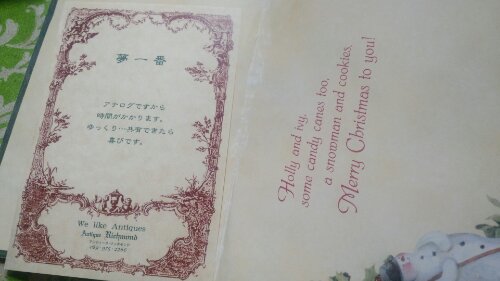 夢一番
アナログですから
時間がかかります。
ゆっくり…共有できたら
喜びです。
We like Antiques
Antique Richmond
Holly and ivy,
some candy canes too,
a snowman and cookies,
Merry Christmas to you!